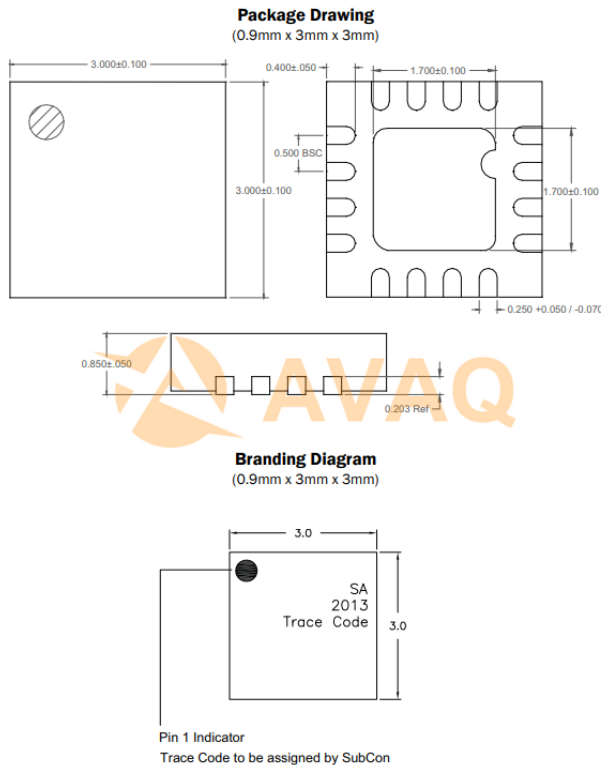 Package Drawing
(0.9mm x 3mm x 3mm)
3.000±0.100
0.400±.050
1.700±0.100
0.500 BSC
3.000±0.100
1.700±0.100
0.250 +0.050 / -0.070
0.850±.050
AVAQ
0.203 Ref
Branding Diagram
(0.9mm x 3mm x 3mm)
3.0
SA
2013
Trace Code
3.0
Pin 1 Indicator
Trace Code to be assigned by SubCon